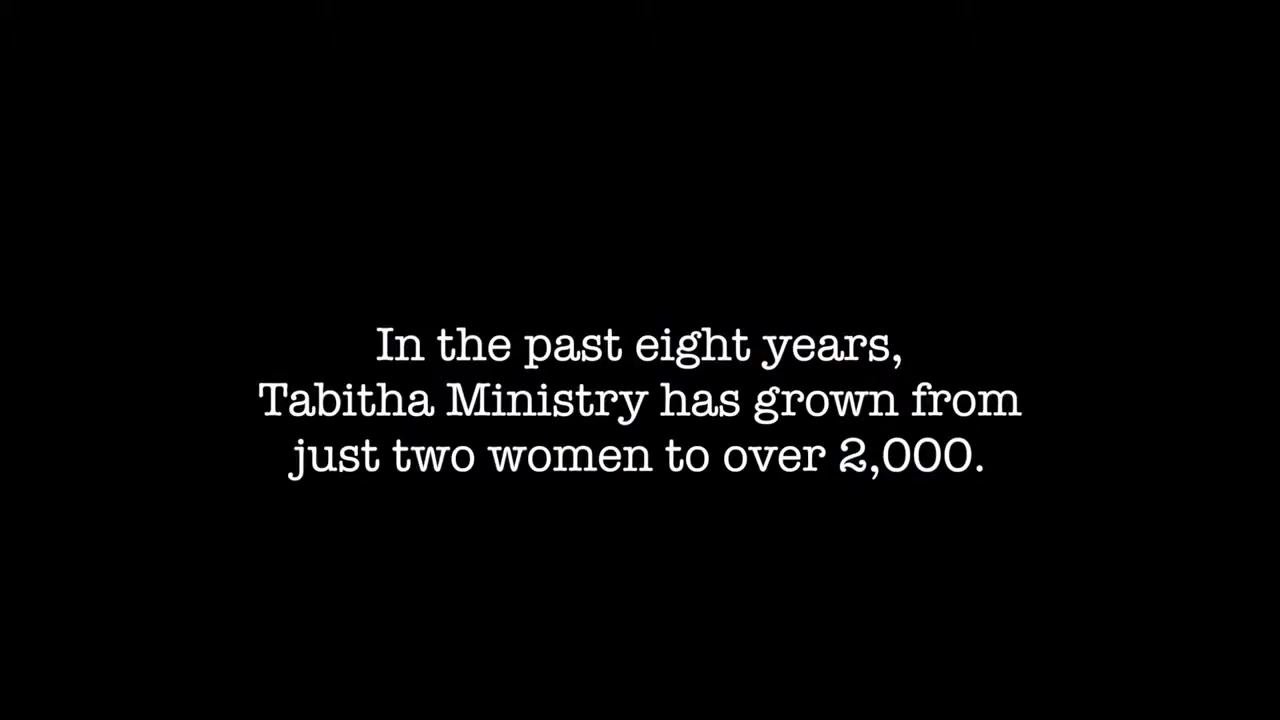 In the past eight years,
Tabitha Ministry has grown from
just two women to over 2,000.